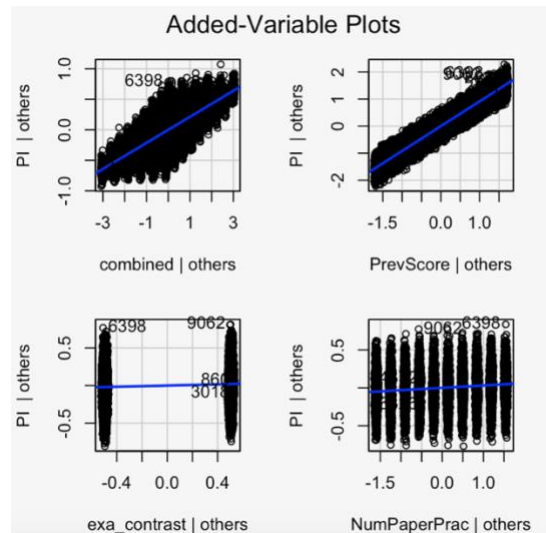 Added-Variable Plots
PI | others
1.0
0.0
-1.0
6398
-3 -1 1 3
combined | others
PI | others
2
1
0
-2
-1.5 0.0 1.0
PrevScore | others
PI | others
0.5
-0.5
6398
9062
3018
-0.4 0.0 0.4
exa_contrast | others
PI | others
0.5
-0.5
9062
6398
-1.5 0.0 1.0
NumPaperPrac | others